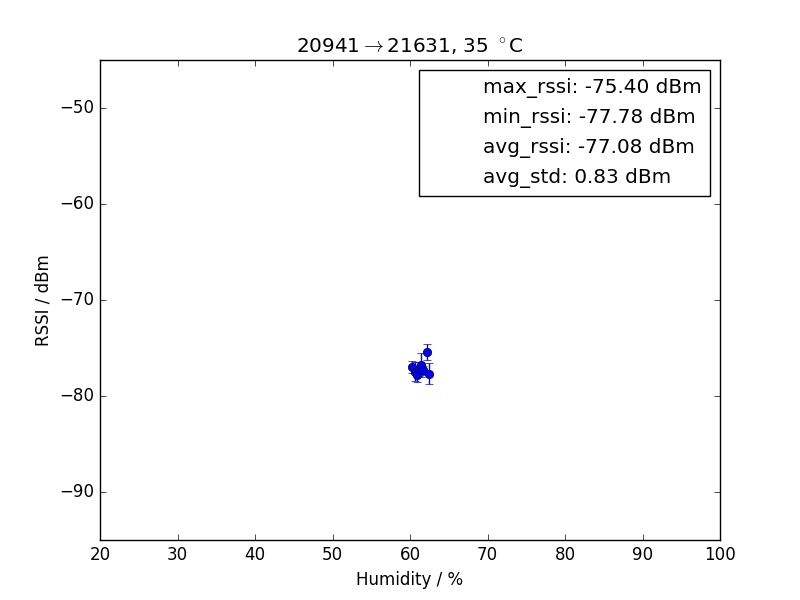 20941→21631, 35 °C
max_rssi: -75.40 dBm
min_rssi: -77.78 dBm
avg_rssi: -77.08 dBm
avg_std: 0.83 dBm
RSSI / dBm
−50
−60
−70
−80
−90
20 30 40 50 60 70 80 90 100
Humidity / %